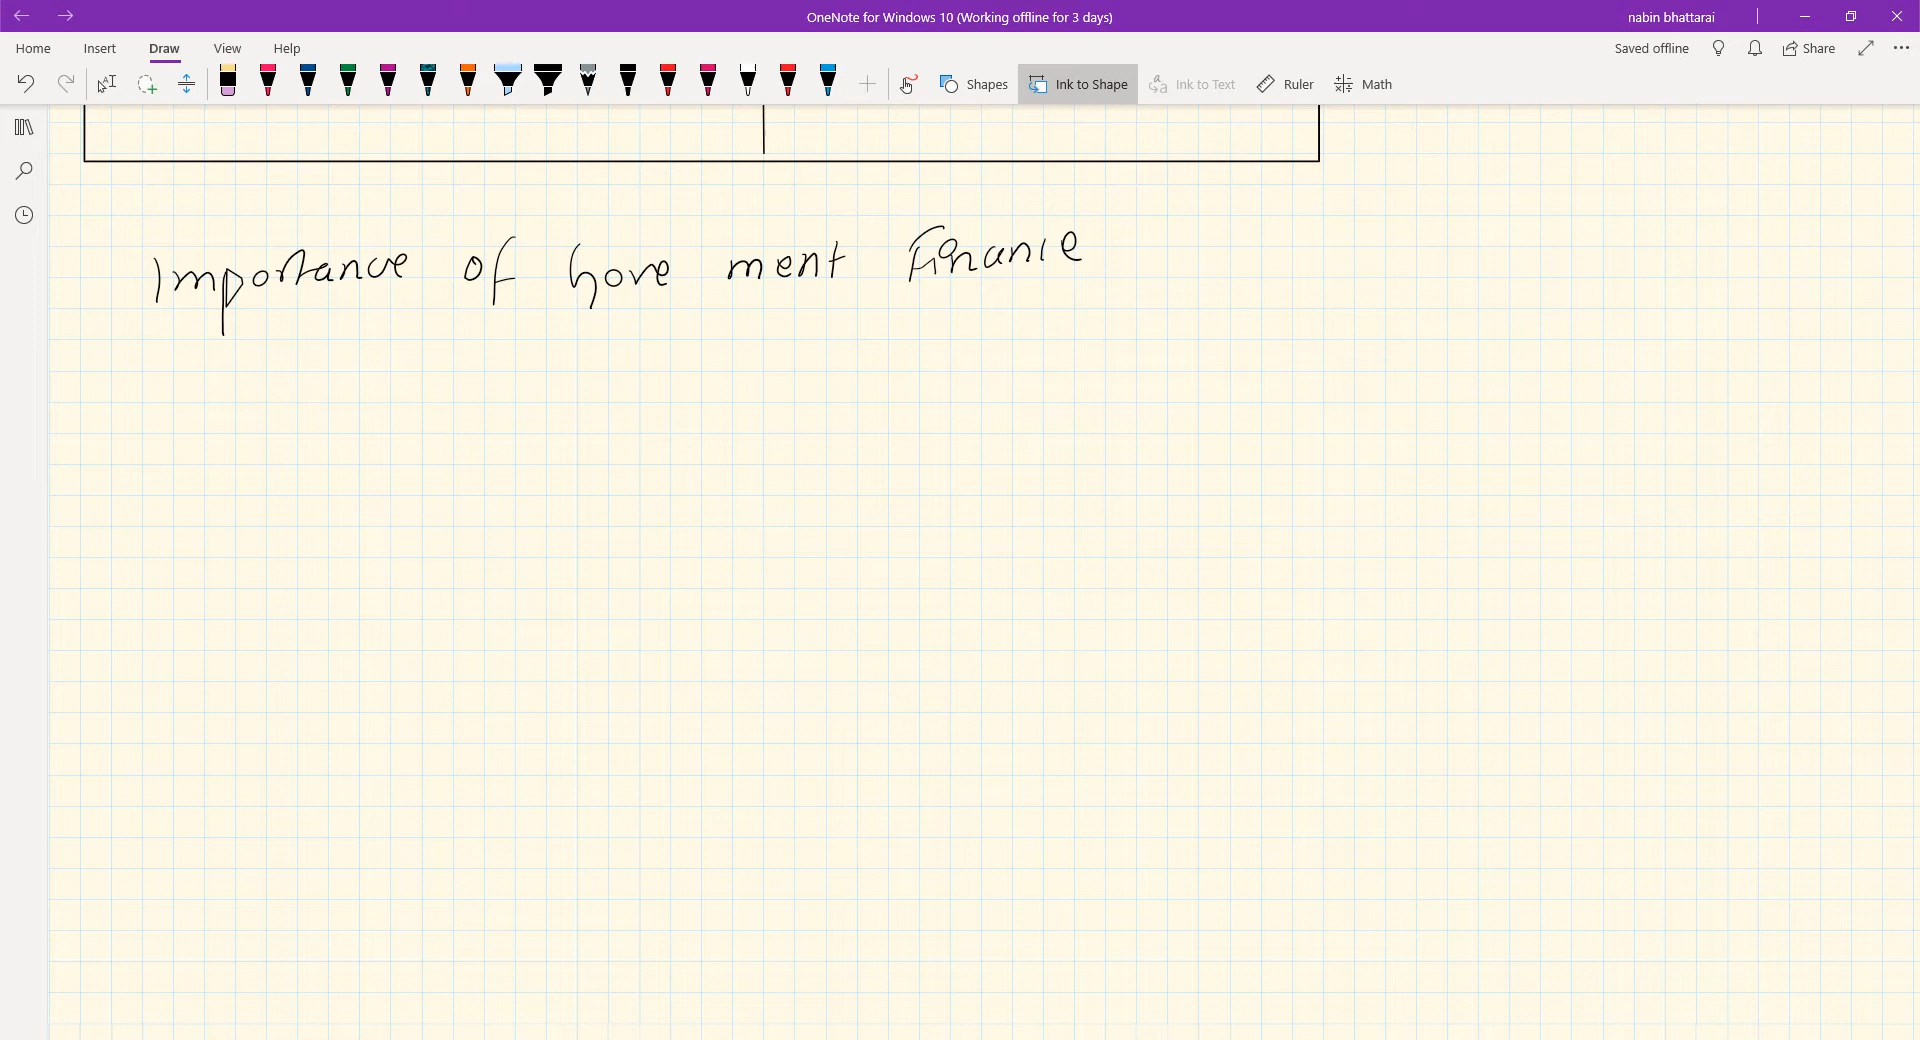 OneNote for Windows 10 (Working offline for 3 days)
nabin bhattarai
Home Insert Draw View Help
Saved offline
Share
Shapes
Ink to Shape
Ink to Text
Ruler
Math
Importance of Gove ment Finance